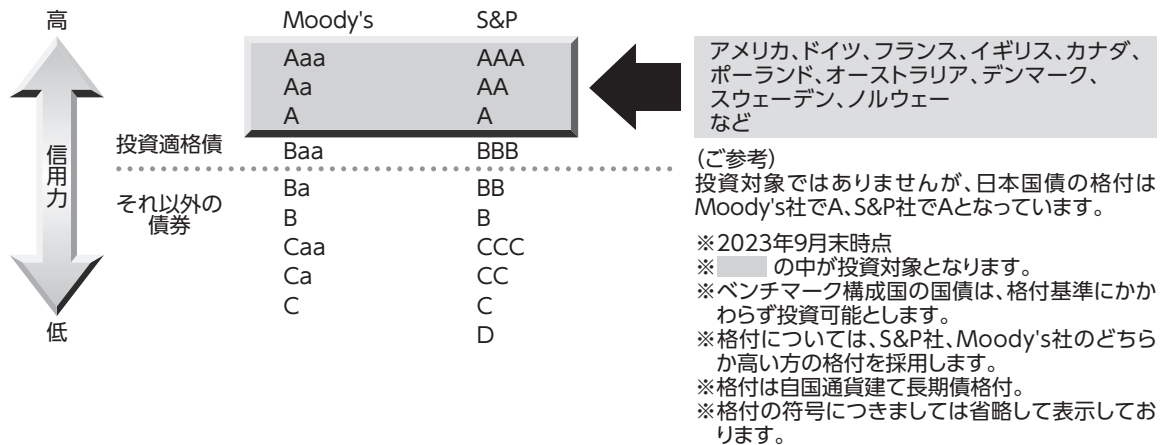 高
信用力
低
投資適格債
それ以外の
債券
Moody's S&P
Aaa AAA
Aa AA
A A
Baa BBB
Ba BB
B B
Caa CCC
Ca CC
C C
D
アメリカ、ドイツ、フランス、イギリス、カナダ、
ポーランド、オーストラリア、デンマーク、
スウェーデン、ノルウェー
など
(ご参考)
投資対象ではありませんが、日本国債の格付は
Moody's社でA、S&P社でAとなっています。
※2023年9月末時点
※ の中が投資対象となります。
※ベンチマーク構成国の国債は、格付基準にかか
わらず投資可能とします。
※格付については、S&P社、Moody's社のどちら
か高い方の格付を採用します。
※格付は自国通貨建て長期債格付。
※格付の符号につきましては省略して表示してお
ります。